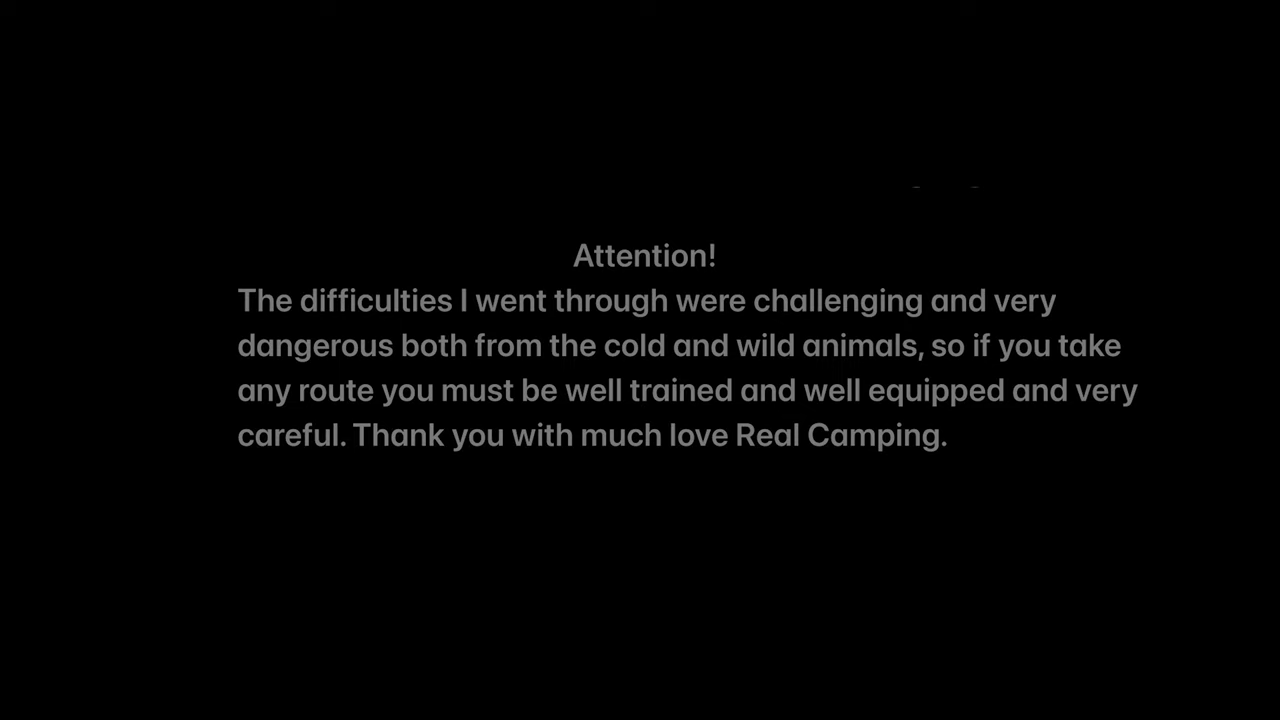 Attention!
The difficulties I went through were challenging and very
dangerous both from the cold and wild animals, so if you take
any route you must be well trained and well equipped and very
careful. Thank you with much love Real Camping.